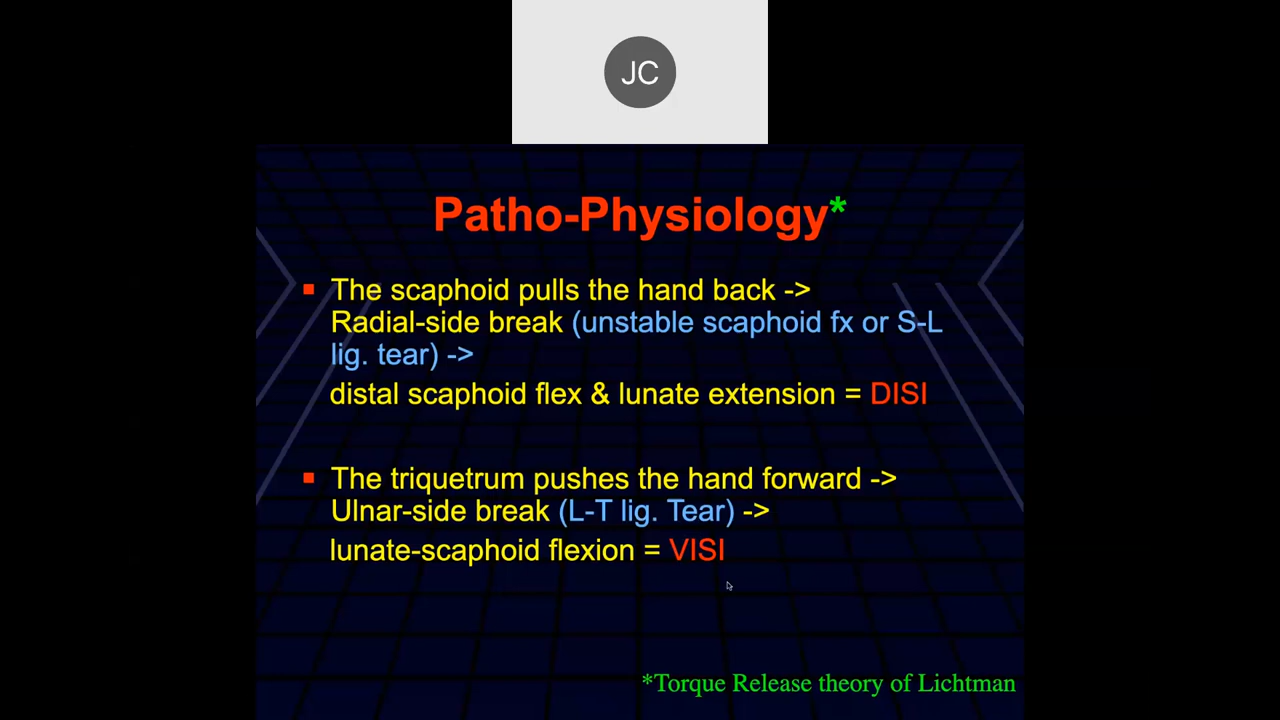 JC
Patho-Physiology*
The scaphoid pulls the hand back ->
Radial-side break (unstable scaphoid fx or S-L
lig. tear) ->
distal scaphoid flex & lunate extension = DISI
The triquetrum pushes the hand forward ->
Ulnar-side break (L-T lig. Tear) ->
lunate-scaphoid flexion = VISI
*Torque Release theory of Lichtman